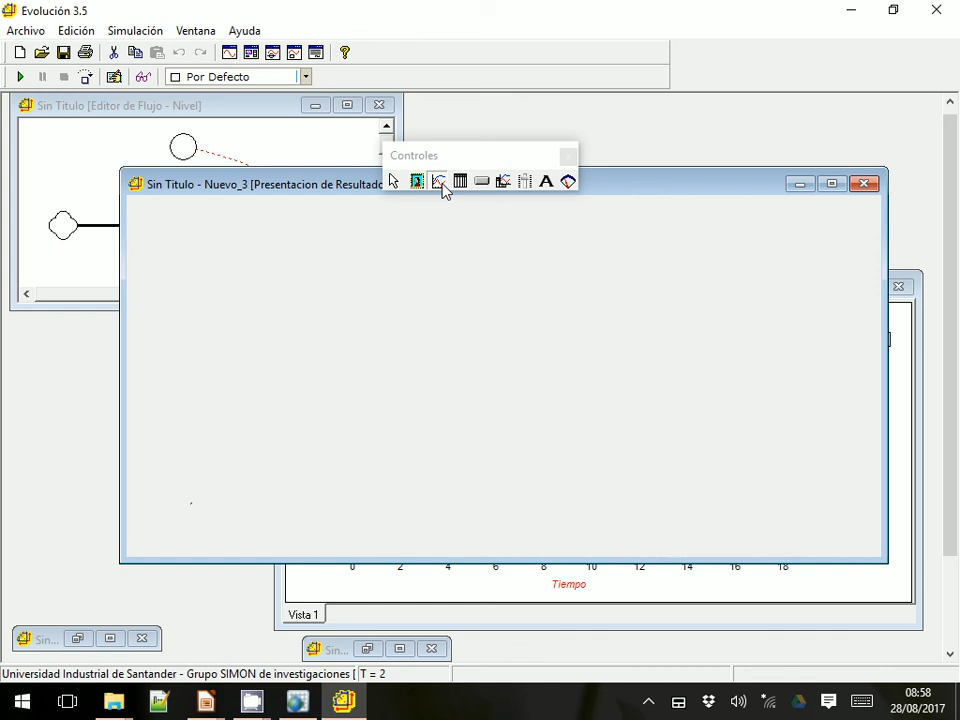 Evolución 3.5
Archivo Edición Simulación Ventana Ayuda
Por Defecto
Sin Titulo [Editor de Flujo - Nivel]
Controles
Sin Titulo - Nuevo_3 [Presentacion de Resultado
A
0 2 4 6 8 10 12 14 16 18
Tiempo
Vista 1
Sin...
Sin...
Universidad Industrial de Santander - Grupo SIMON de investigaciones [ T = 2
08:58
28/08/2017